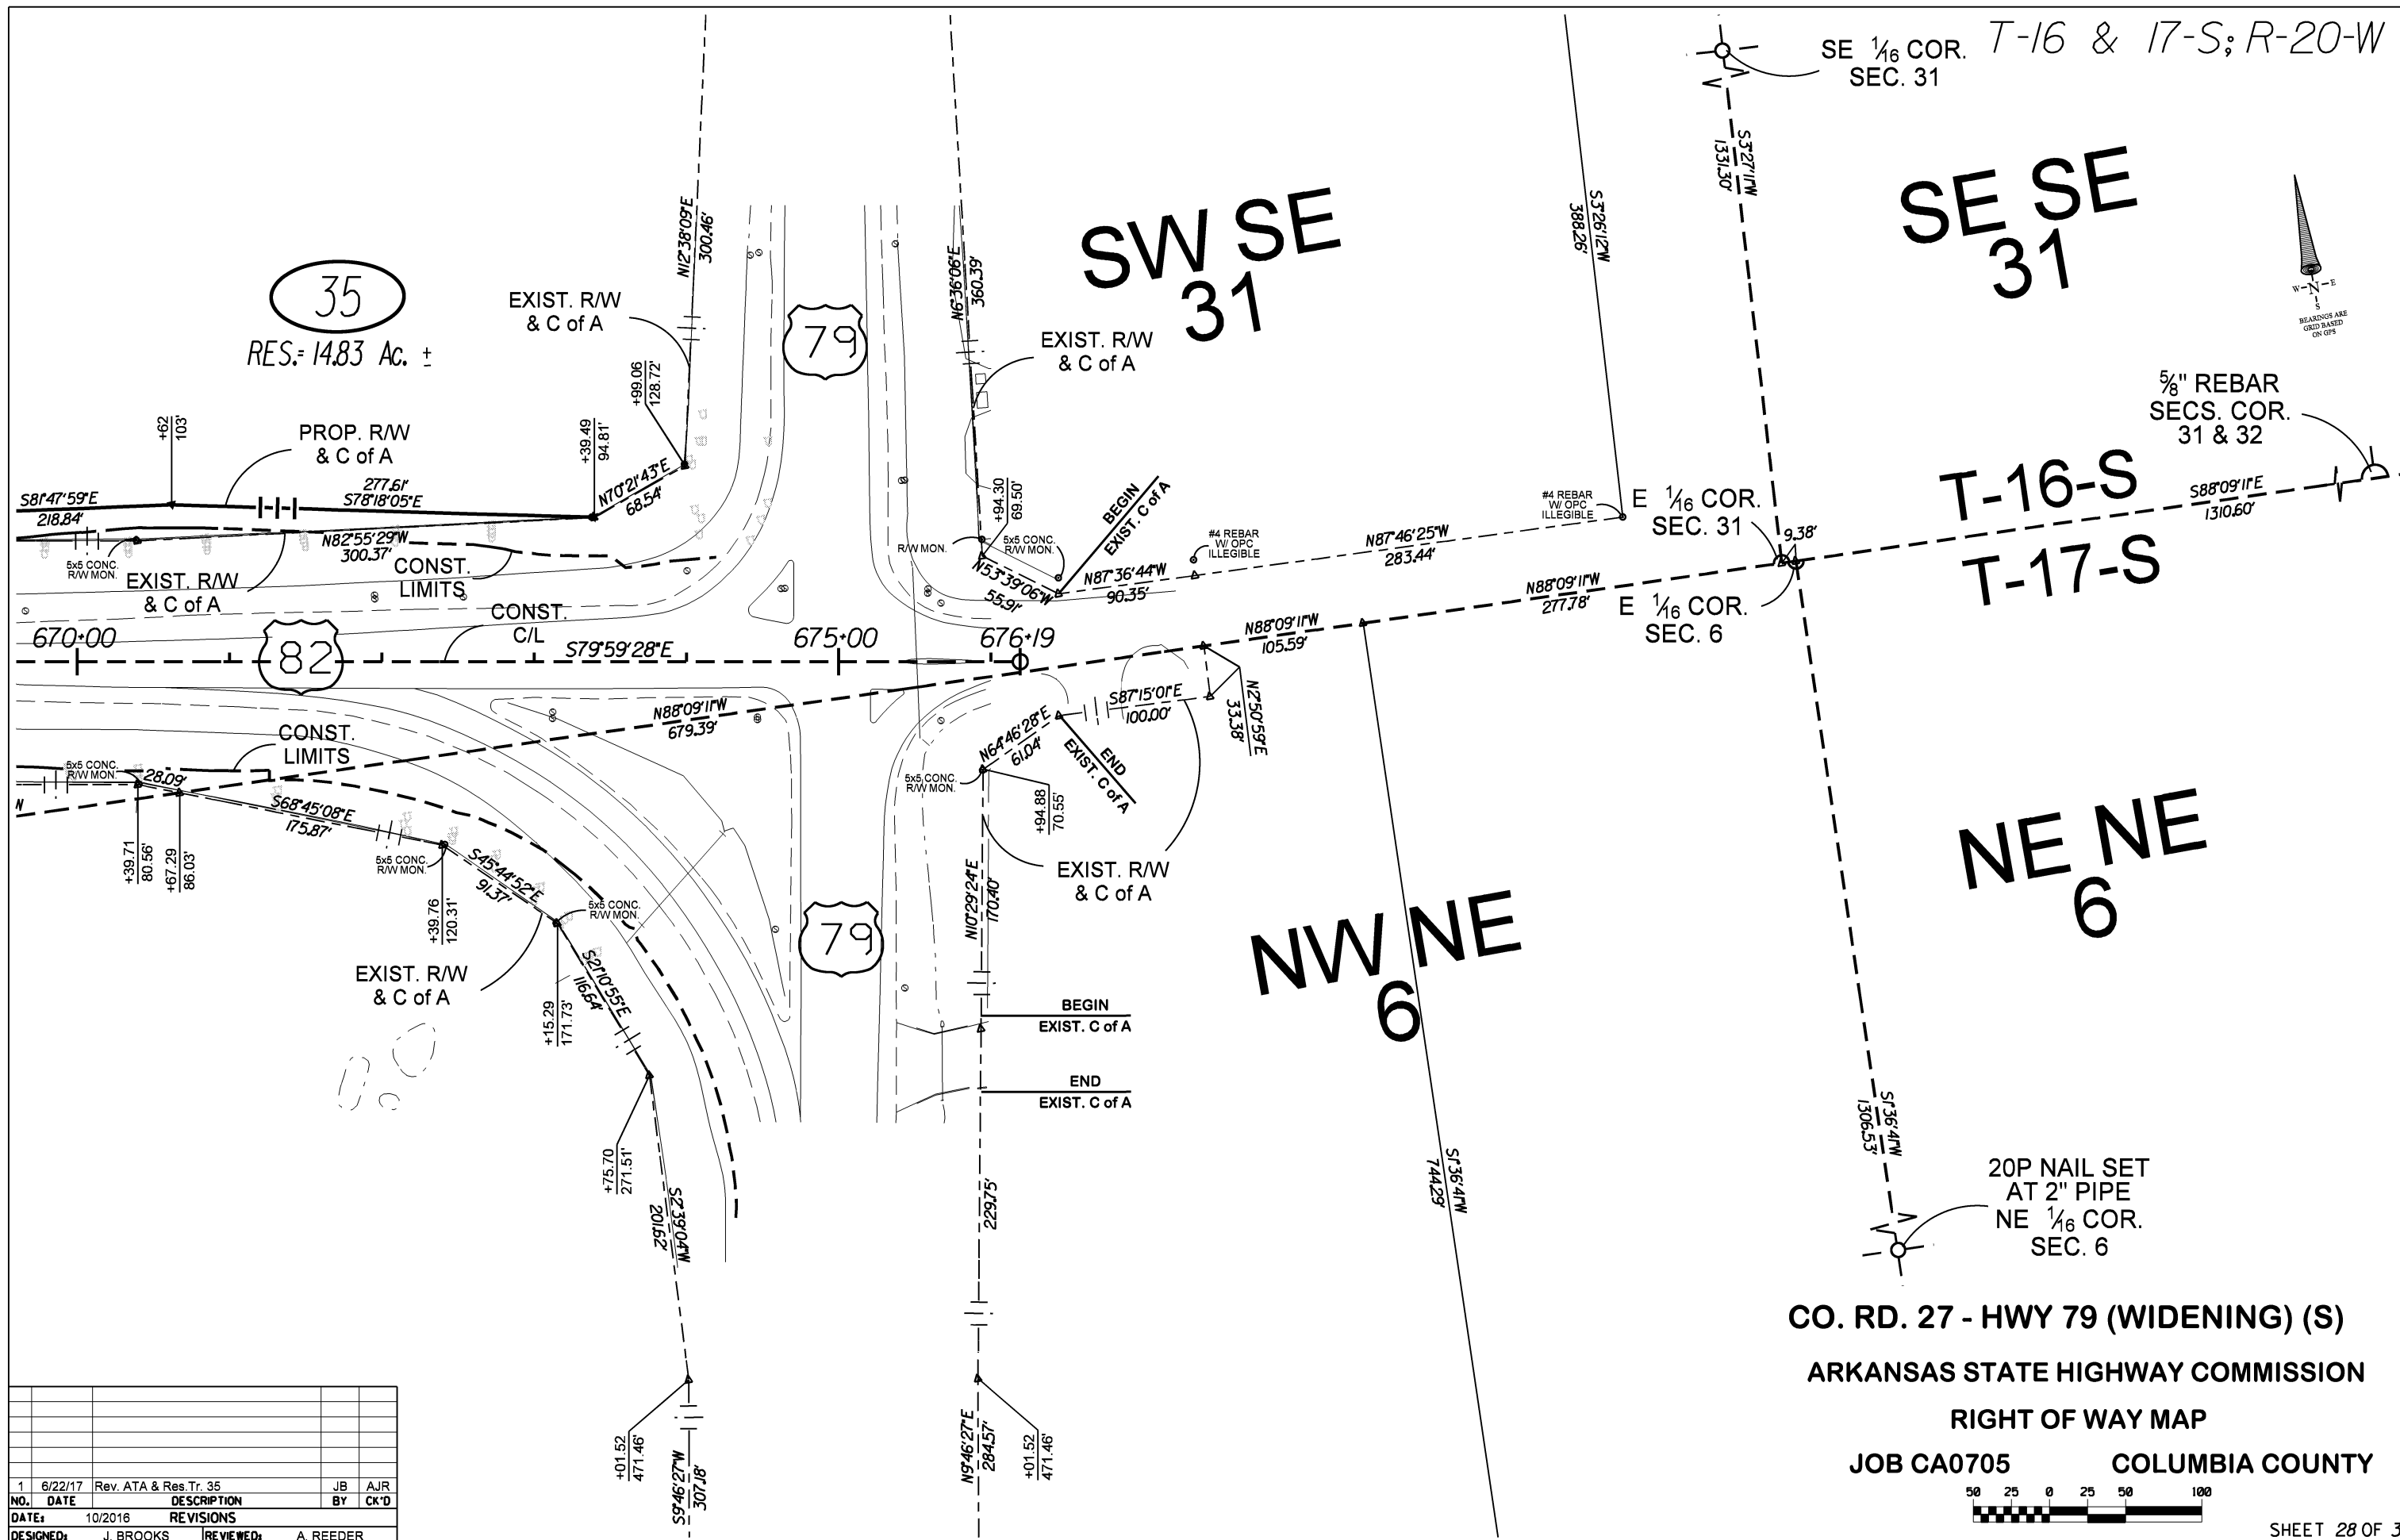 T-16 & 17-S; R-20-W
SE 1/16 COR.
SEC. 31
S3°27'11"W
1331.30'
SE SE
31
SW SE
31
S3°26'12"W
388.26'
W N E
S
BEARINGS ARE
GRID BASED
ON GPS
35
RES.= 14.83 Ac. ±
EXIST. R/W
& C of A
N12°38'09"E
300.46'
79
N6°36'06"E
360.39'
EXIST. R/W
& C of A
+99.06
128.72'
+62
103'
PROP. R/W
& C of A
+39.49
94.81'
N70°21'43"E
68.54'
S81°47'59"E
218.84'
277.61'
S78°18'05"E
N82°55'29"W
300.37'
5x5 CONC.
R/W MON.
EXIST. R/W
& C of A
CONST.
LIMITS
+94.30
69.50'
R/W MON.
5x5 CONC.
R/W MON.
BEGIN
EXIST. C of A
N53°39'06"W
55.91'
#4 REBAR
W/ OPC
ILLEGIBLE
N87°36'44"W
90.35'
N87°46'25"W
283.44'
#4 REBAR
W/ OPC
ILLEGIBLE
E 1/16 COR.
SEC. 31
9.38'
5/8" REBAR
SECS. COR.
31 & 32
T-16-S
T-17-S
S88°09'11"E
1310.60'
E 1/16 COR.
SEC. 6
N88°09'11"W
277.78'
N88°09'11"W
105.59'
670+00
82
CONST.
C/L
S79°59'28"E
675+00
676+19
N88°09'11"W
679.39'
S87°15'01"E
100.00'
N2°50'59"E
33.38'
N64°46'28"E
61.04'
END
EXIST. C of A
5x5 CONC.
R/W MON.
+94.88
70.55'
CONST.
LIMITS
5x5 CONC.
R/W MON.
28.09'
W
S68°45'08"E
175.87'
+39.71
80.56'
+67.29
86.03'
5x5 CONC.
R/W MON.
+39.76
120.31'
S45°44'52"E
91.37'
5x5 CONC.
R/W MON.
EXIST. R/W
& C of A
+15.29
171.73'
S21°10'55"E
116.64'
79
N10°29'24"E
170.40'
EXIST. R/W
& C of A
NW NE
6
NE NE
6
BEGIN
EXIST. C of A
END
EXIST. C of A
+75.70
271.51'
S2°39'04"W
201.62'
229.75'
S1°36'41"W
744.29'
S1°36'41"W
1306.53'
20P NAIL SET
AT 2" PIPE
NE 1/16 COR.
SEC. 6
+01.52
471.46'
S9°46'27"W
307.18'
N9°46'27"E
284.57'
+01.52
471.46'
CO. RD. 27 - HWY 79 (WIDENING) (S)
ARKANSAS STATE HIGHWAY COMMISSION
RIGHT OF WAY MAP
JOB CA0705 COLUMBIA COUNTY
50 25 0 25 50 100
SHEET 28 OF 3
1 6/22/17 Rev. ATA & Res.Tr. 35 JB AJR
NO. DATE DESCRIPTION BY CK'D
DATE: 10/2016 REVISIONS
DESIGNED: J. BROOKS REVIEWED: A. REEDER